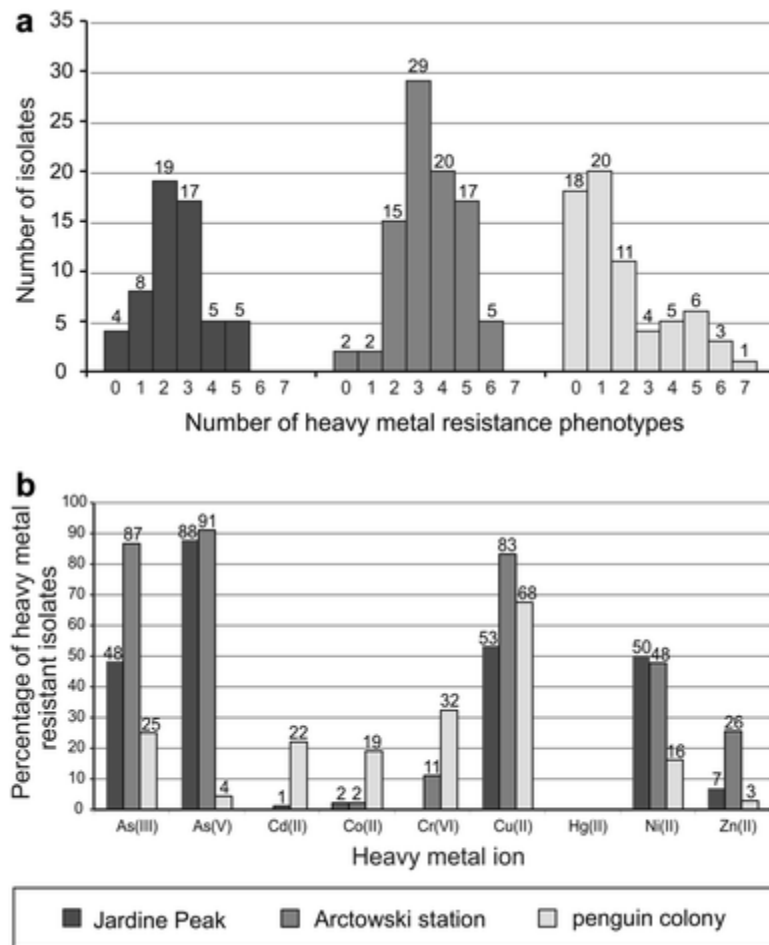 a
Number of isolates
35
30
25
20
15
10
5
0
4 8 19 17 5 5
2 2 15 29 20 17 5
18 20 11 4 5 6 3 1
0 1 2 3 4 5 6 7 0 1 2 3 4 5 6 7 0 1 2 3 4 5 6 7
Number of heavy metal resistance phenotypes
b
Percentage of heavy metal
resistant isolates
100
90
80
70
60
50
40
30
20
10
0
48 87 25 88 91 4 1 22 2 2 19 11 32 53 83 68 50 48 16 7 26 3
As(III) As(V) Cd(II) Co(II) Cr(VI) Cu(II) Hg(II) Ni(II) Zn(II)
Heavy metal ion
Jardine Peak Arctowski station penguin colony